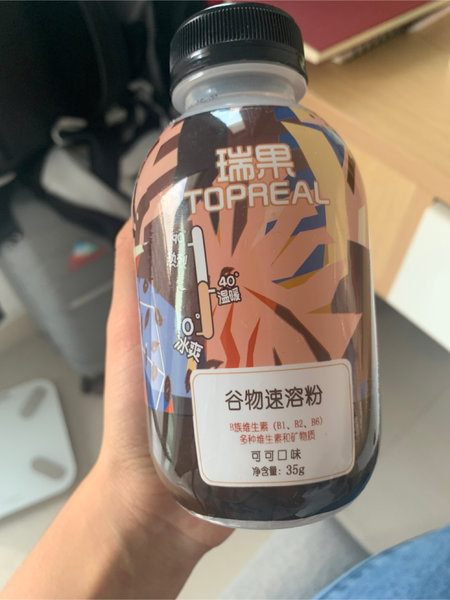 瑞果
TOPREAL
90°
40°
温暖
0°
冰爽
谷物速溶粉
B族维生素（B1、B2、B6）
多种维生素和矿物质
可可口味
净含量: 35g